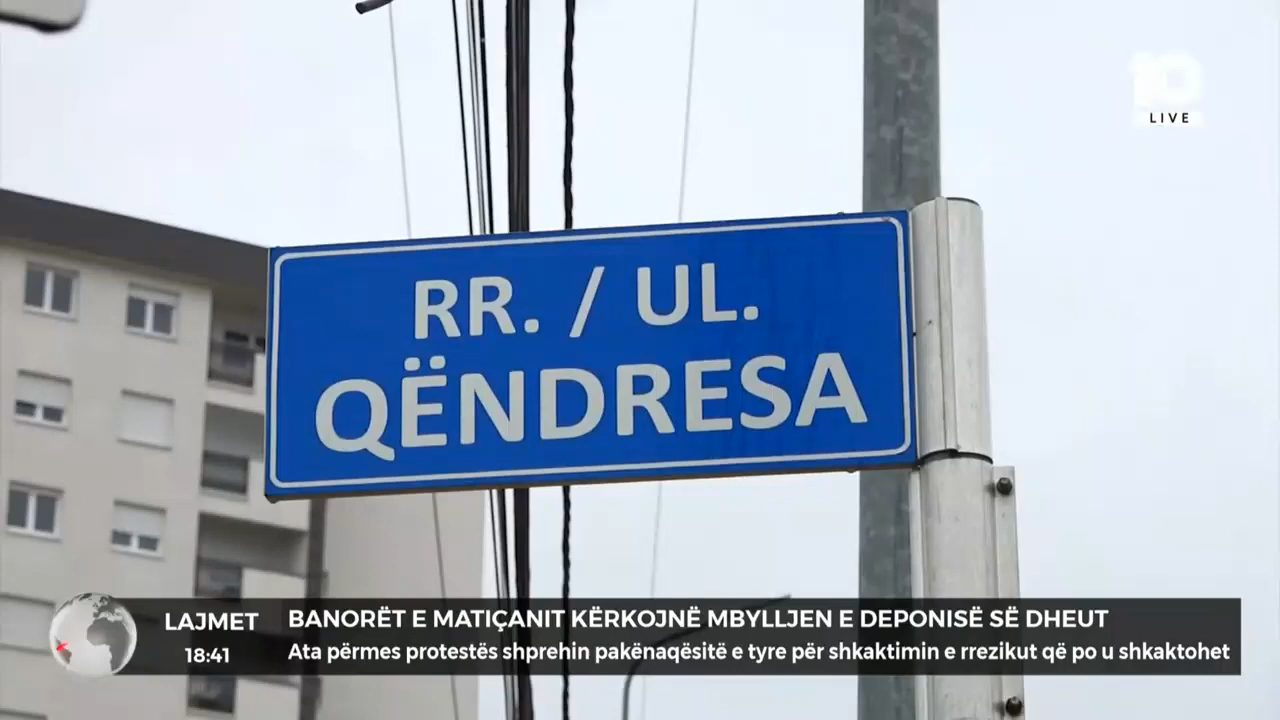 10
LIVE
RR. / UL.
QËNDRESA
LAJMET
18:41
BANORËT E MATIÇANIT KËRKOJNË MBYLLJEN E DEPONISË SË DHEUT
Ata përmes protestës shprehin pakënaqësitë e tyre për shkaktimin e rrezikut që po u shkaktohet